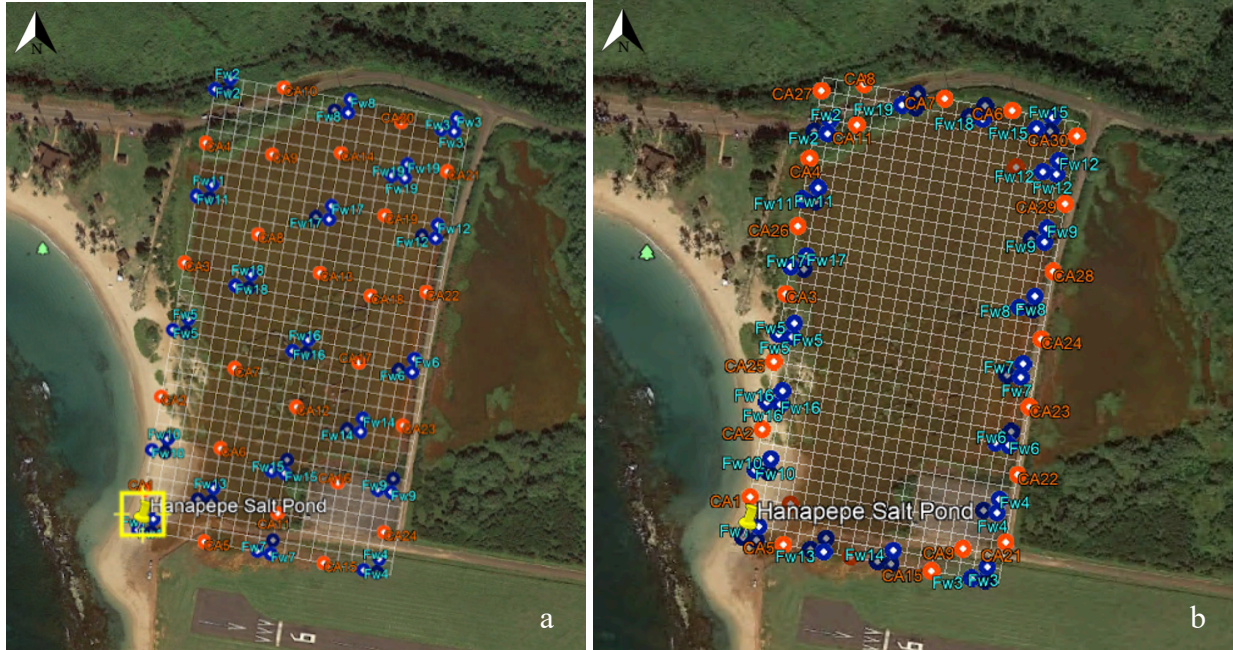 N
Fw2
Fw2
CA10
Fw8
Fw8
CA20
Fw3
Fw3
CA4
CA9
CA14
Fw19
Fw19
Fw19
CA21
Fw11
Fw11
Fw17
Fw17
CA19
Fw12
Fw12
CA8
CA3
Fw18
Fw18
CA13
CA18
CA22
Fw5
Fw5
Fw16
Fw16
CA7
CA17
Fw6
Fw6
CA12
Fw14
Fw14
CA23
Fw10
Fw10
CA6
Fw15
Fw15
CA1
Fw13
Fw9
Fw9
Hanapepe Salt Pond
CA11
CA5
Fw7
Fw7
CA24
Fw4
Fw4
a
N
CA27
CA8
Fw2
Fw2
Fw19
CA7
Fw18
CA6
Fw15
Fw15
CA11
CA30
CA4
Fw12
Fw12
Fw12
Fw11
Fw11
CA29
CA26
Fw9
Fw9
Fw17
Fw17
CA28
CA3
Fw8
Fw8
Fw5
Fw5
Fw5
CA24
CA25
Fw7
Fw7
Fw16
Fw16
Fw16
CA23
CA2
Fw6
Fw6
Fw10
Fw10
CA22
CA1
Fw4
Fw4
Hanapepe Salt Pond
CA5
Fw13
Fw14
CA9
CA21
CA15
Fw3
Fw3
b